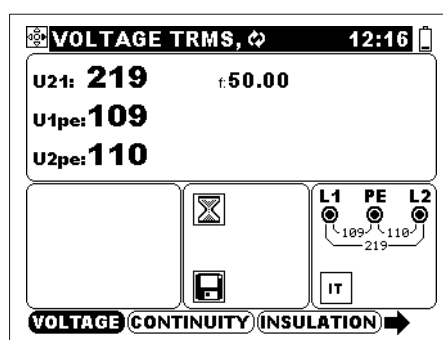 VOLTAGE TRMS, 12:16
U21: 219 f:50.00
U1pe:109
U2pe:110
L1 PE L2
109 110
219
IT
VOLTAGE CONTINUITY INSULATION